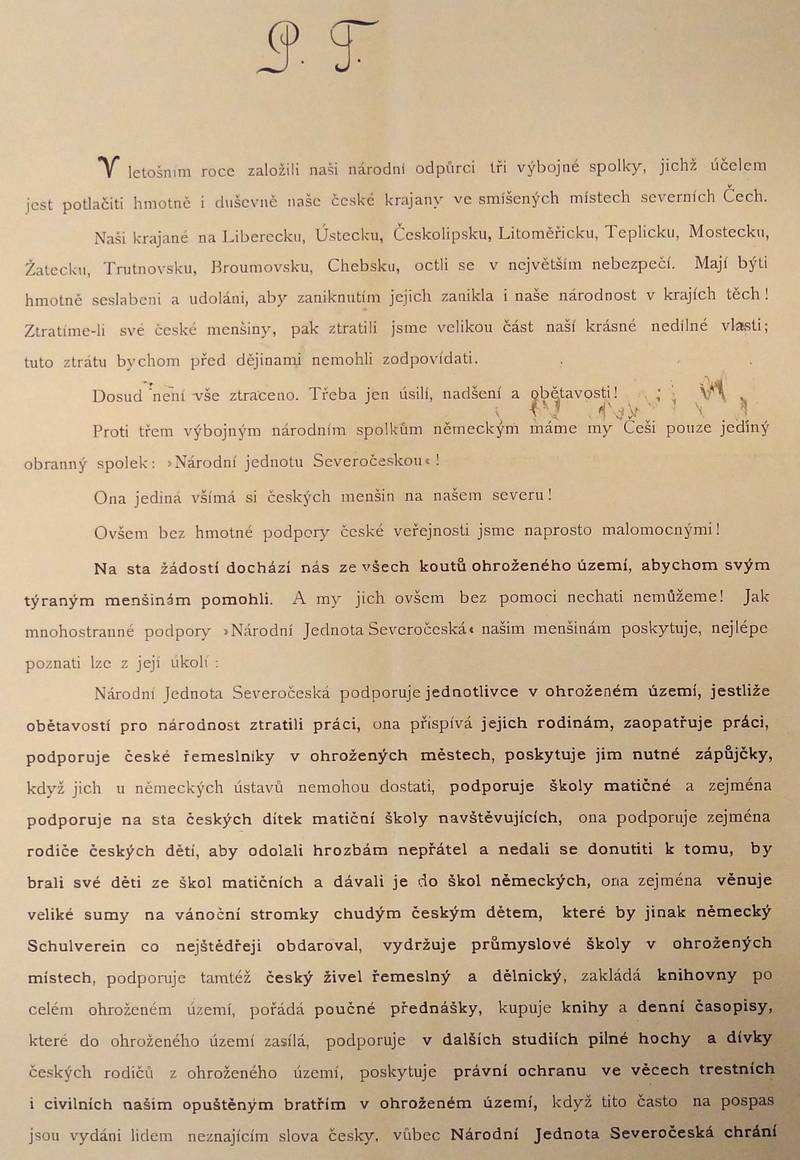 P. T.
V letošním roce založili naši národní odpůrci tři výbojné spolky, jichž účelem
jest potlačiti hmotně i duševně naše české krajany ve smíšených místech severních Čech.
Naši krajané na Liberecku, Ústecku, Českolipsku, Litoměřicku, Teplicku, Mostecku,
Žatecku, Trutnovsku, Broumovsku, Chebsku, octli se v největším nebezpečí. Mají býti
hmotně seslabeni a udoláni, aby zaniknutím jejich zanikla i naše národnost v krajích těch!
Ztratíme-li své české menšiny, pak ztratili jsme velikou část naší krásné nedílné vlasti;
tuto ztrátu bychom před dějinami nemohli zodpovídati.
Dosud není vše ztraceno. Třeba jen úsilí, nadšení a obětavosti!
Proti třem výbojným národním spolkům německým máme my Češi pouze jediný
obranný spolek: »Národní jednotu Severočeskou«!
Ona jediná všímá si českých menšin na našem severu!
Ovšem bez hmotné podpory české veřejnosti jsme naprosto malomocnými!
Na sta žádostí dochází nás ze všech koutů ohroženého území, abychom svým
týraným menšinám pomohli. A my jich ovšem bez pomoci nechati nemůžeme! Jak
mnohostranné podpory »Národní Jednota Severočeská« našim menšinám poskytuje, nejlépe
poznati lze z její úkolí:
Národní Jednota Severočeská podporuje jednotlivce v ohroženém území, jestliže
obětavostí pro národnost ztratili práci, ona přispívá jejich rodinám, zaopatřuje práci,
podporuje české řemeslníky v ohrožených městech, poskytuje jim nutné zápůjčky,
když jich u německých ústavů nemohou dostati, podporuje školy matičné a zejména
podporuje na sta českých dítek matiční školy navštěvujících, ona podporuje zejména
rodiče českých dětí, aby odolali hrozbám nepřátel a nedali se donutiti k tomu, by
brali své děti ze škol matičních a dávali je do škol německých, ona zejména věnuje
veliké sumy na vánoční stromky chudým českým dětem, které by jinak německý
Schulverein co nejštědřeji obdaroval, vydržuje průmyslové školy v ohrožených
místech, podporuje tamtéž český živel řemeslný a dělnický, zakládá knihovny po
celém ohroženém území, pořádá poučné přednášky, kupuje knihy a denní časopisy,
které do ohroženého území zasílá, podporuje v dalších studiích pilné hochy a dívky
českých rodičů z ohroženého území, poskytuje právní ochranu ve věcech trestních
i civilních našim opuštěným bratřím v ohroženém území, když tito často na pospas
jsou vydáni lidem neznajícím slova česky, vůbec Národní Jednota Severočeská chrání